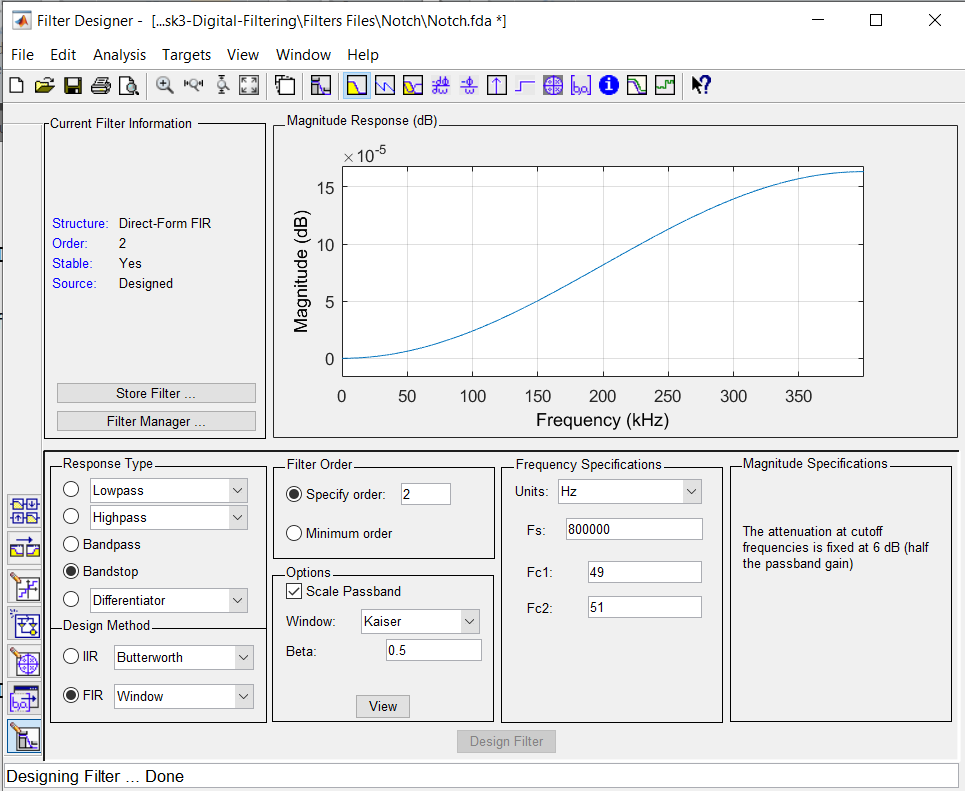 Filter Designer -  [...sk3-Digital-Filtering\Filters Files\Notch\Notch.fda *]
File Edit Analysis Targets View Window Help
Current Filter Information
Structure: Direct-Form FIR
Order: 2
Stable: Yes
Source: Designed
Store Filter ...
Filter Manager ...
Magnitude Response (dB)
×10-5
15
10
5
0
Magnitude (dB)
0 50 100 150 200 250 300 350
Frequency (kHz)
Response Type
Lowpass
Highpass
Bandpass
Bandstop
Differentiator
Design Method
IIR Butterworth
FIR Window
Filter Order
Specify order: 2
Minimum order
Options
Scale Passband
Window: Kaiser
Beta: 0.5
View
Frequency Specifications
Units: Hz
Fs: 800000
Fc1: 49
Fc2: 51
Magnitude Specifications
The attenuation at cutoff
frequencies is fixed at 6 dB (half
the passband gain)
Design Filter
Designing Filter ... Done